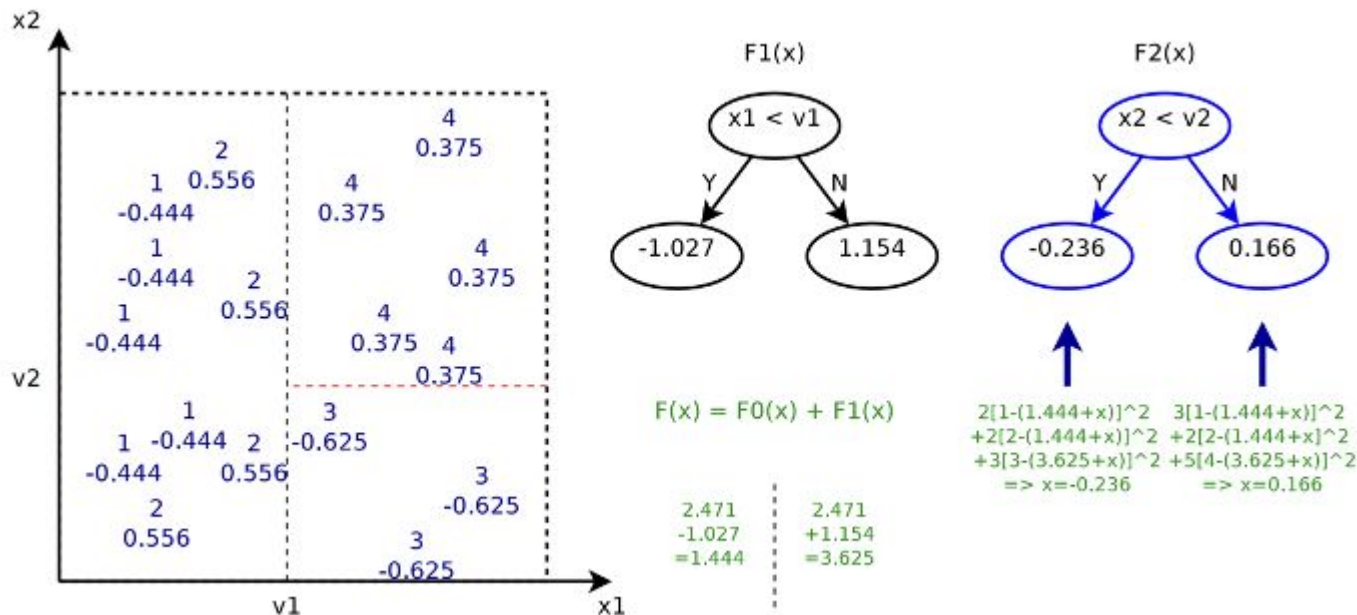 x2
F1(x)
F2(x)
4
0.375
2
0.556
1
-0.444
4
0.375
1
-0.444
4
0.375
2
0.556
1
-0.444
4
0.375
4
0.375
v2
1
-0.444
3
-0.625
1
-0.444
2
0.556
3
-0.625
2
0.556
3
-0.625
v1
x1
x1 < v1
Y
N
-1.027
1.154
x2 < v2
Y
N
-0.236
0.166
F(x) = F0(x) + F1(x)
2.471
-1.027
=1.444
2.471
+1.154
=3.625
2[1-(1.444+x)]^2
+2[2-(1.444+x)]^2
+3[3-(3.625+x)]^2
=> x=-0.236
3[1-(1.444+x)]^2
+2[2-(1.444+x]^2
+5[4-(3.625+x)]^2
=> x=0.166